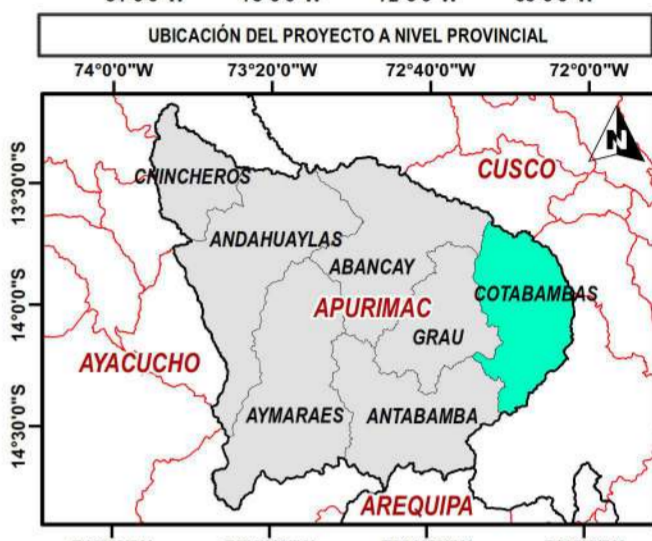 UBICACIÓN DEL PROYECTO A NIVEL PROVINCIAL
74°0'0"W 73°20'0"W 72°40'0"W 72°0'0"W
N
CUSCO
CHINCHEROS
13°30'0"S
ANDAHUAYLAS
ABANCAY
COTABAMBAS
14°0'0"S
APURIMAC
GRAU
AYACUCHO
AYMARAES
ANTABAMBA
14°30'0"S
AREQUIPA